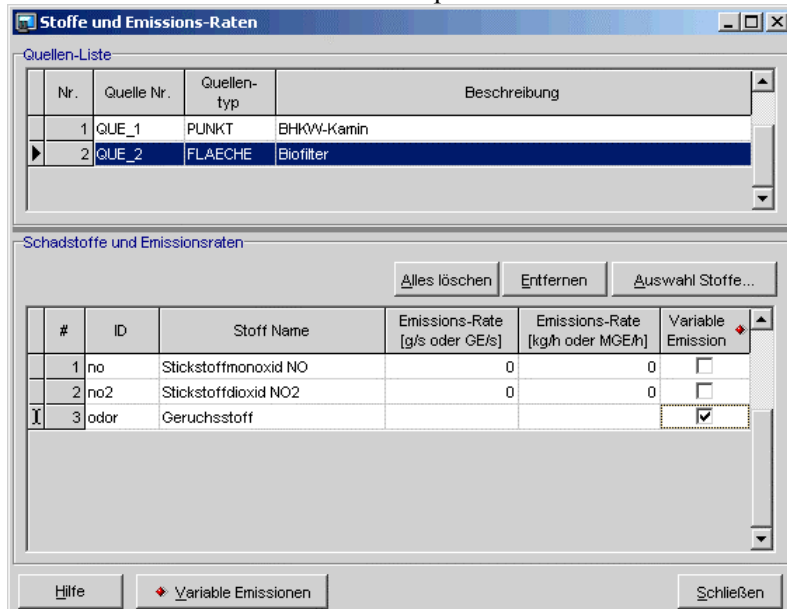 Stoffe und Emissions-Raten
Quellen-Liste
Nr. Quelle Nr. Quellen-typ Beschreibung
1 QUE_1 PUNKT BHKW-Kamin
2 QUE_2 FLAECHE Biofilter
Schadstoffe und Emissionsraten
Alles löschen Entfernen Auswahl Stoffe...
# ID Stoff Name Emissions-Rate [g/s oder GE/s] Emissions-Rate [kg/h oder MGE/h] Variable Emission
1 no Stickstoffmonoxid NO 0 0
2 no2 Stickstoffdioxid NO2 0 0
3 odor Geruchsstoff
Hilfe Variable Emissionen Schließen